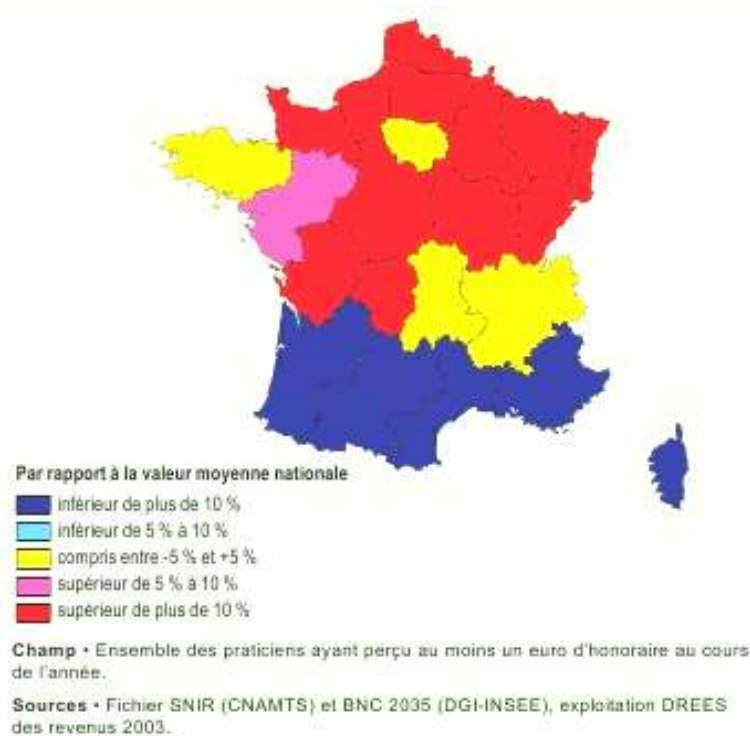 Par rapport à la valeur moyenne nationale
inférieur de plus de 10 %
inférieur de 5 % à 10 %
compris entre -5 % et +5 %
supérieur de 5 % à 10 %
supérieur de plus de 10 %
Champ • Ensemble des praticiens ayant perçu au moins un euro d'honoraire au cours
de l'année.
Sources • Fichier SNIR (CNAMTS) et BNC 2035 (DGI-INSEE), exploitation DREES
des revenus 2003.